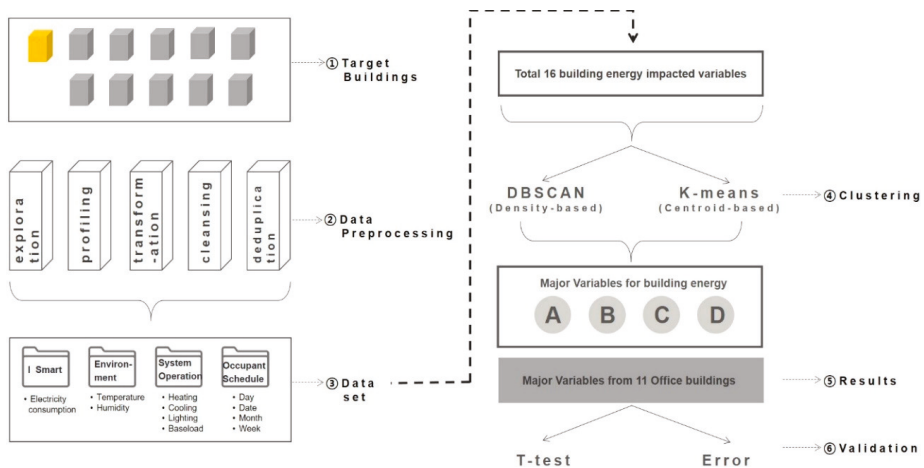 ① Target
Buildings
explora
tion
profiling
transform
-ation
cleansing
deduplica
tion
② Data
Preprocessing
I Smart
• Electricity
consumption
Environ-
ment
• Temperature
• Humidity
System
Operation
• Heating
• Cooling
• Lighting
• Baseload
Occupant
Schedule
• Day
• Date
• Month
• Week
③ Data
set
Total 16 building energy impacted variables
DBSCAN
(Density-based)
K-means
(Centroid-based)
④ Clustering
Major Variables for building energy
A B C D
Major Variables from 11 Office buildings
⑤ Results
T-test
Error
⑥ Validation